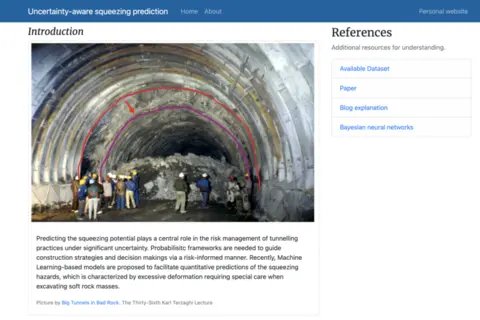 Uncertainty-aware squeezing prediction Home About Personal website
Introduction
Predicting the squeezing potential plays a central role in the risk management of tunnelling
practices under significant uncertainty. Probabilisitc frameworks are needed to guide
construction strategies and decision makings via a risk-informed manner. Recently, Machine
Learning-based models are proposed to facilitate quantitative predictions of the squeezing
hazards, which is characterized by excessive deformation requiring special care when
excavating soft rock masses.
Picture by Big Tunnels in Bad Rock. The Thirty-Sixth Karl Terzaghi Lecture
References
Additional resources for understanding.
Available Dataset
Paper
Blog explanation
Bayesian neural networks